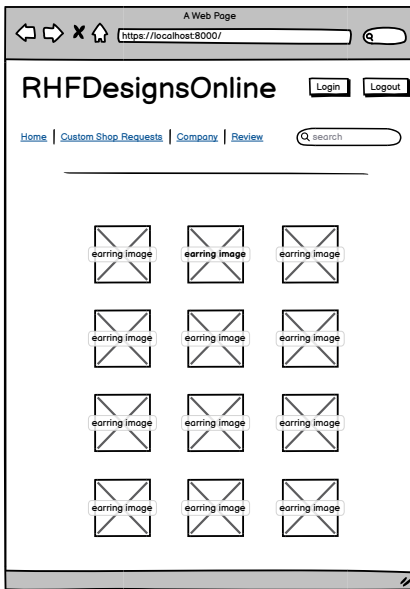 A Web Page
https://localhost:8000/
RHFDesignsOnline
Login
Logout
Home
Custom Shop Requests
Company
Review
search
earring image
earring image
earring image
earring image
earring image
earring image
earring image
earring image
earring image
earring image
earring image
earring image